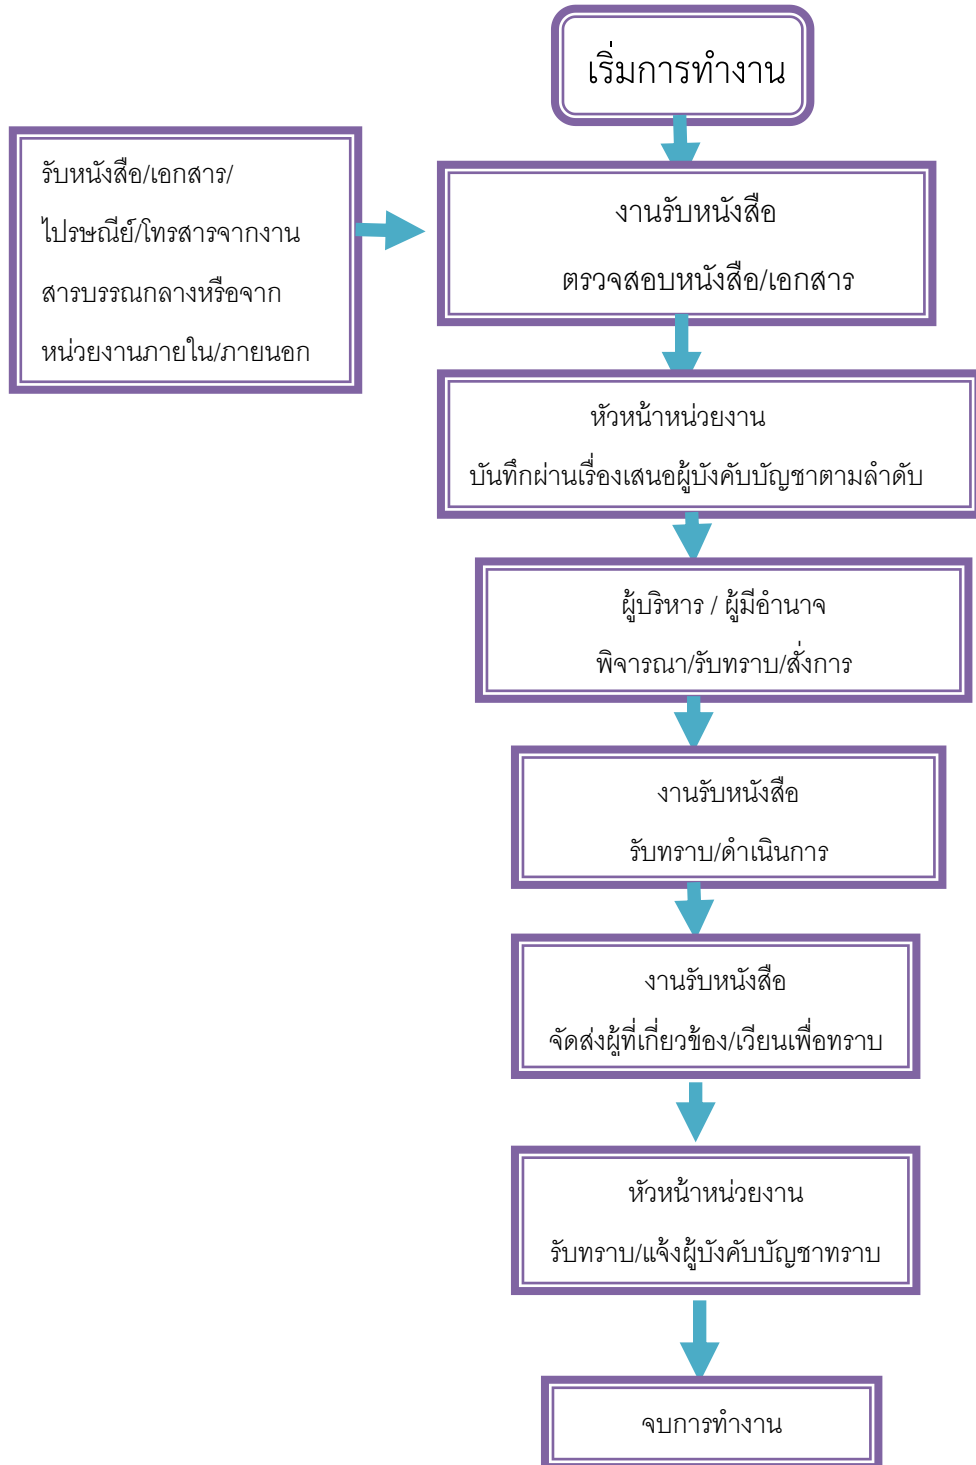 เริ่มการทำงาน
รับหนังสือ/เอกสาร/
ไปรษณีย์/โทรสารจากงาน
สารบรรณกลางหรือจาก
หน่วยงานภายใน/ภายนอก
งานรับหนังสือ
ตรวจสอบหนังสือ/เอกสาร
หัวหน้าหน่วยงาน
บันทึกผ่านเรื่องเสนอผู้บังคับบัญชาตามลำดับ
ผู้บริหาร / ผู้มีอำนาจ
พิจารณา/รับทราบ/สั่งการ
งานรับหนังสือ
รับทราบ/ดำเนินการ
งานรับหนังสือ
จัดส่งผู้ที่เกี่ยวข้อง/เวียนเพื่อทราบ
หัวหน้าหน่วยงาน
รับทราบ/แจ้งผู้บังคับบัญชาทราบ
จบการทำงาน